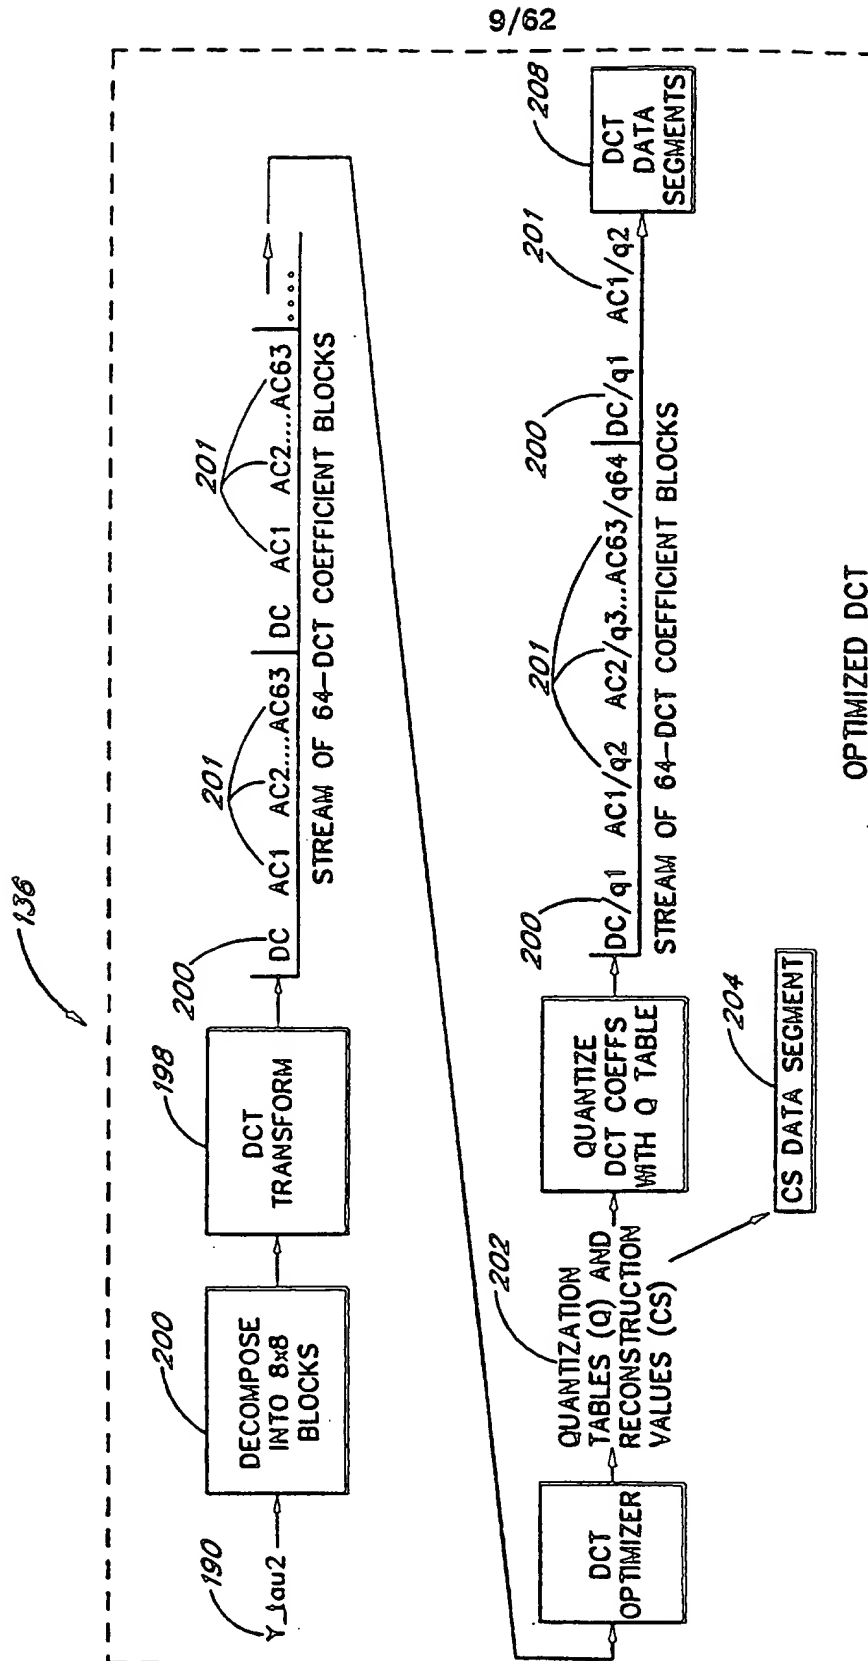 9/62
136
190
Y_tau2
200
DECOMPOSE
INTO 8x8
BLOCKS
198
DCT
TRANSFORM
200
201
201
DC AC1 AC2....AC63 DC AC1 AC2....AC63 ....
STREAM OF 64-DCT COEFFICIENT BLOCKS
DCT
OPTIMIZER
202
QUANTIZATION
TABLES (Q) AND
RECONSTRUCTION
VALUES (CS)
QUANTIZE
DCT COEFFS
WITH Q TABLE
204
CS DATA SEGMENT
200
201
200
201
DC/q1 AC1/q2 AC2/q3...AC63/q64 DC/q1 AC1/q2
STREAM OF 64-DCT COEFFICIENT BLOCKS
208
DCT
DATA
SEGMENTS
OPTIMIZED DCT